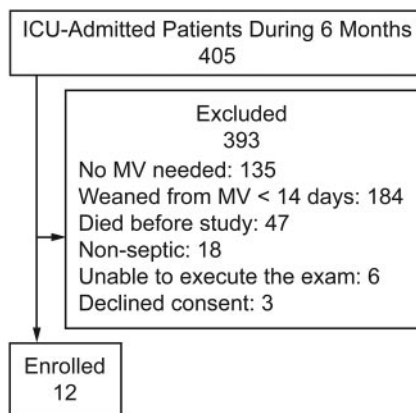 ICU-Admitted Patients During 6 Months
405
Excluded
393
No MV needed: 135
Weaned from MV < 14 days: 184
Died before study: 47
Non-septic: 18
Unable to execute the exam: 6
Declined consent: 3
Enrolled
12